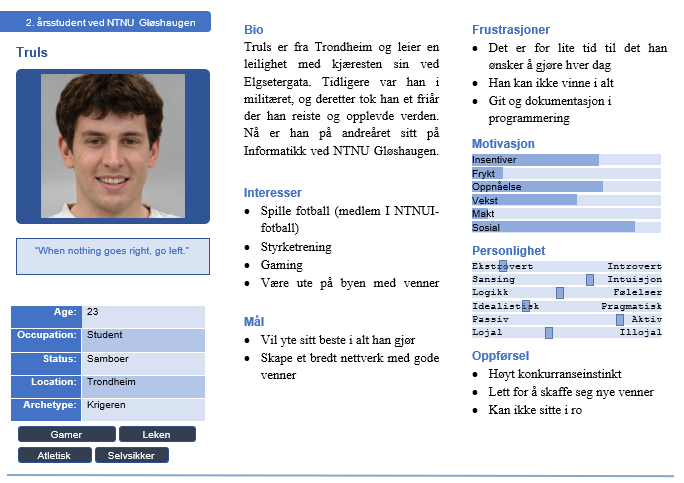 2. årsstudent ved NTNU Gløshaugen
Truls
“When nothing goes right, go left.”
Age: 23
Occupation: Student
Status: Samboer
Location: Trondheim
Archetype: Krigeren
Gamer Leken
Atletisk Selvsikker
Bio
Truls er fra Trondheim og leier en
leilighet med kjæresten sin ved
Elgsetergata. Tidligere var han i
militæret, og deretter tok han et friår
der han reiste og opplevde verden.
Nå er han på andreåret sitt på
Informatikk ved NTNU Gløshaugen.
Interesser
• Spille fotball (medlem I NTNUI-
fotball)
• Styrketrening
• Gaming
• Være ute på byen med venner
Mål
• Vil yte sitt beste i alt han gjør
• Skape et bredt nettverk med gode
venner
Frustrasjoner
• Det er for lite tid til det han
ønsker å gjøre hver dag
• Han kan ikke vinne i alt
• Git og dokumentasjon i
programmering
Motivasjon
Insentiver
Frykt
Oppnåelse
Vekst
Makt
Sosial
Personlighet
Ekstrovert Introvert
Sansing Intuisjon
Logikk Følelser
Idealistisk Pragmatisk
Passiv Aktiv
Lojal Illojal
Oppførsel
• Høyt konkurranseinstinkt
• Lett for å skaffe seg nye venner
• Kan ikke sitte i ro